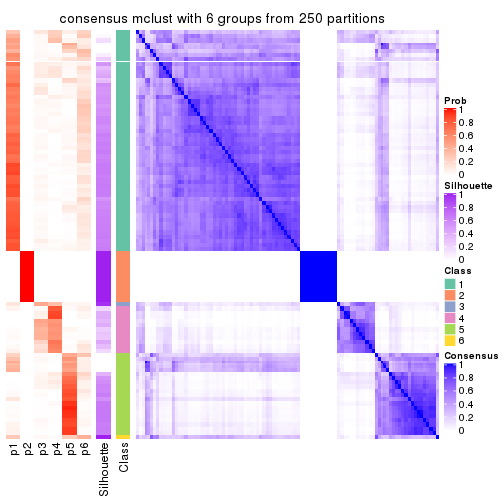 consensus mclust with 6 groups from 250 partitions
Prob
1
0.8
0.6
0.4
0.2
0
Silhouette
1
0.8
0.6
0.4
0.2
0
Class
1
2
3
4
5
6
Consensus
1
0.8
0.6
0.4
0.2
0
p1
p2
p3
p4
p5
p6
Silhouette
Class